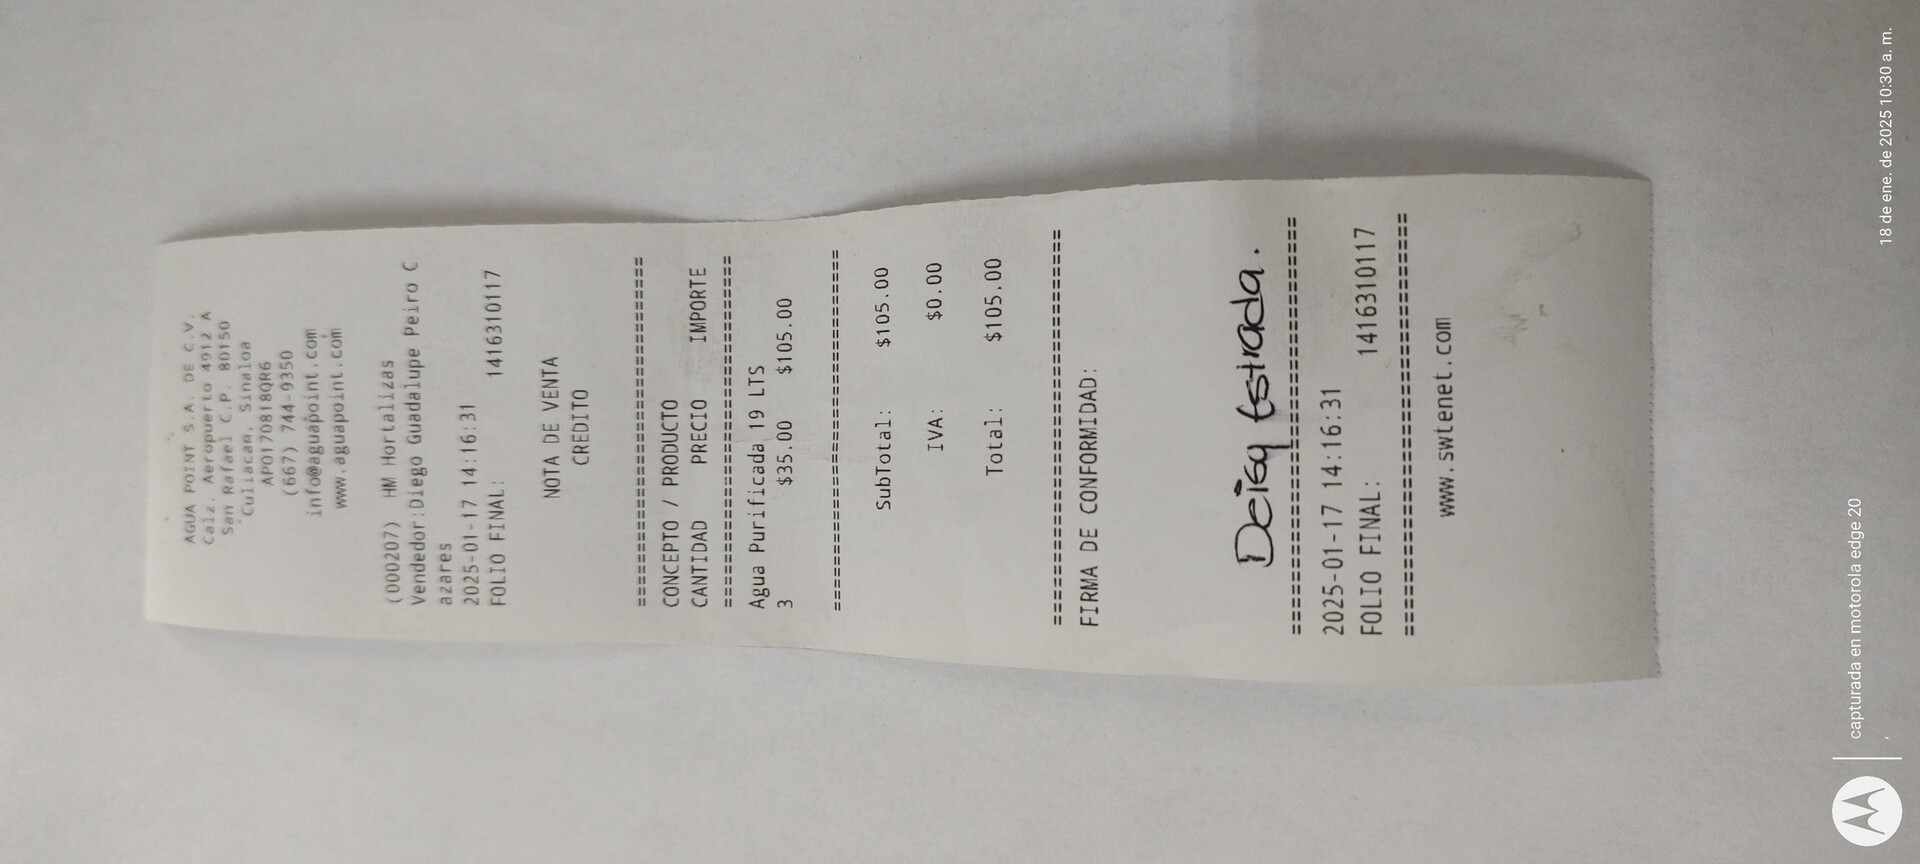 AGUA POINT S.A. DE C.V.
Calz. Aeropuerto 4912 A
San Rafael C.P. 80150
Culiacan, Sinaloa
APO170818QR6
(667) 744-9350
info@aguapoint.com
www.aguapoint.com
(000207) HM Hortalizas
Vendedor:Diego Guadalupe Peiro C
azares
2025-01-17 14:16:31
FOLIO FINAL: 1416310117
NOTA DE VENTA
CREDITO
================================
CONCEPTO / PRODUCTO
CANTIDAD PRECIO IMPORTE
================================
Agua Purificada 19 LTS
3 $35.00 $105.00
================================
SubTotal: $105.00
IVA: $0.00
Total: $105.00
================================
FIRMA DE CONFORMIDAD:
Deisy Estrada.
================================
2025-01-17 14:16:31
FOLIO FINAL: 1416310117
================================
www.swtenet.com
capturada en motorola edge 20
18 de ene. de 2025 10:30 a. m.